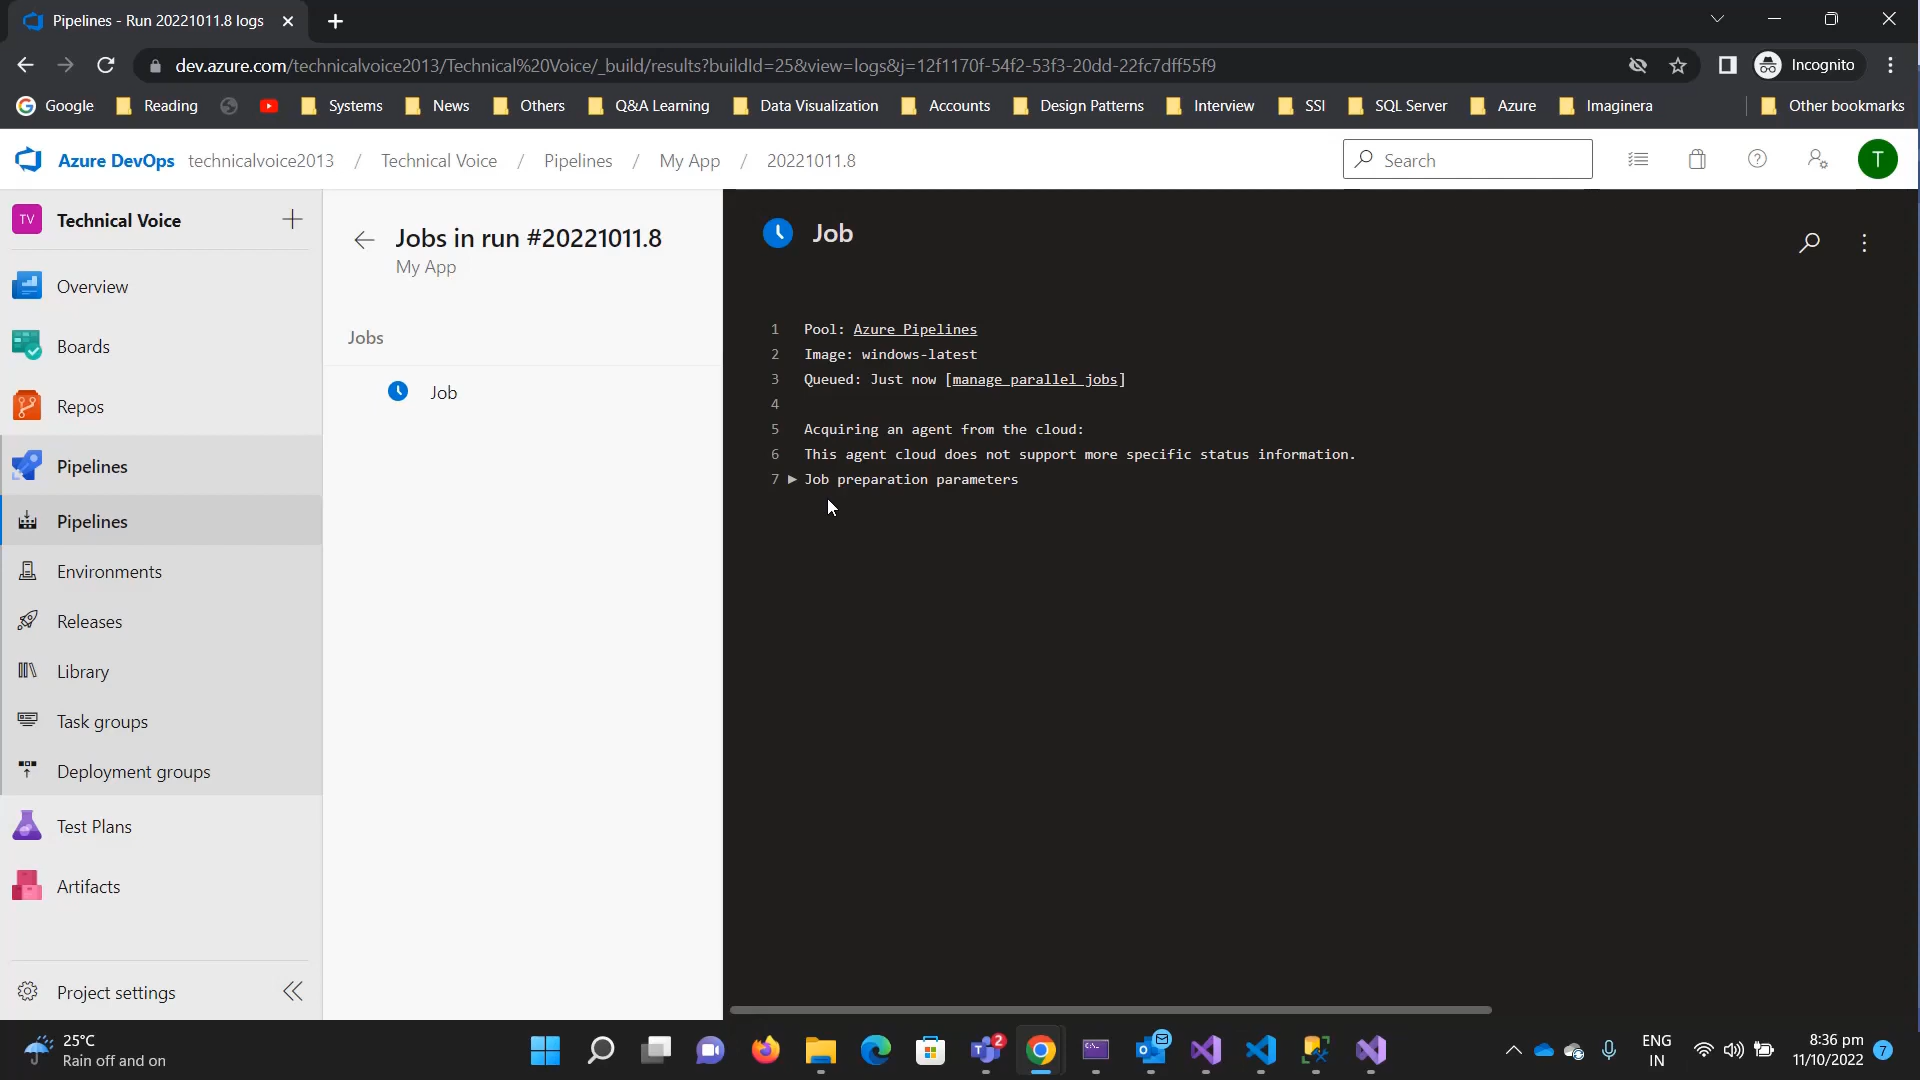 Pipelines - Run 20221011.8 logs
dev.azure.com/technicalvoice2013/Technical%20Voice/_build/results?buildId=25&view=logs&j=12f1170f-54f2-53f3-20dd-22fc7dff55f9
Incognito
Google Reading Systems News Others Q&A Learning Data Visualization Accounts Design Patterns Interview SSI SQL Server Azure Imaginera Other bookmarks
Azure DevOps technicalvoice2013 / Technical Voice / Pipelines / My App / 20221011.8
Search
T
TV Technical Voice
Overview
Boards
Repos
Pipelines
Pipelines
Environments
Releases
Library
Task groups
Deployment groups
Test Plans
Artifacts
Project settings
Jobs in run #20221011.8
My App
Jobs
Job
Job
1 Pool: Azure Pipelines
2 Image: windows-latest
3 Queued: Just now [manage parallel jobs]
4
5 Acquiring an agent from the cloud:
6 This agent cloud does not support more specific status information.
7 Job preparation parameters
25°C
Rain off and on
2
ENG
IN
8:36 pm
11/10/2022
7